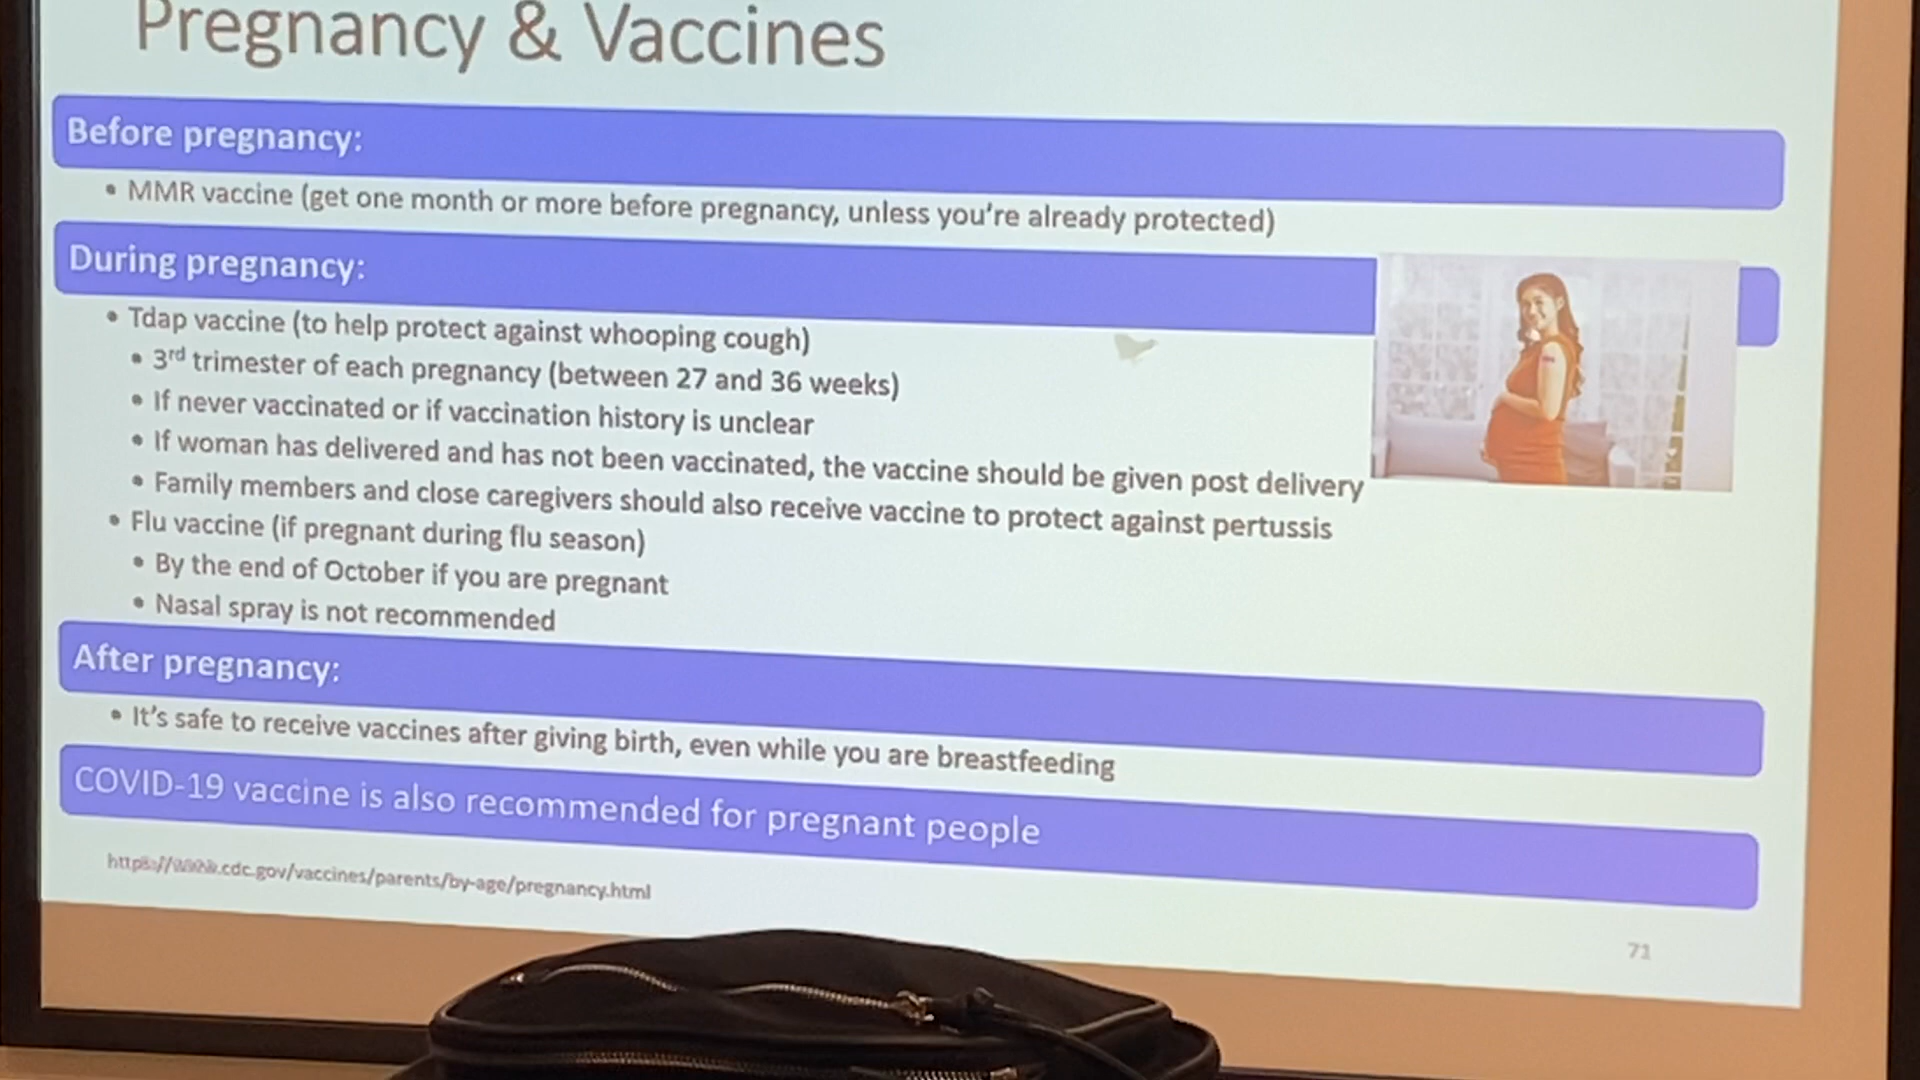 Pregnancy & Vaccines
Before pregnancy:
• MMR vaccine (get one month or more before pregnancy, unless you're already protected)
During pregnancy:
• Tdap vaccine (to help protect against whooping cough)
• 3rd trimester of each pregnancy (between 27 and 36 weeks)
• If never vaccinated or if vaccination history is unclear
• If woman has delivered and has not been vaccinated, the vaccine should be given post delivery
• Family members and close caregivers should also receive vaccine to protect against pertussis
• Flu vaccine (if pregnant during flu season)
• By the end of October if you are pregnant
• Nasal spray is not recommended
After pregnancy:
• It's safe to receive vaccines after giving birth, even while you are breastfeeding
COVID-19 vaccine is also recommended for pregnant people
https://www.cdc.gov/vaccines/parents/by-age/pregnancy.html
71